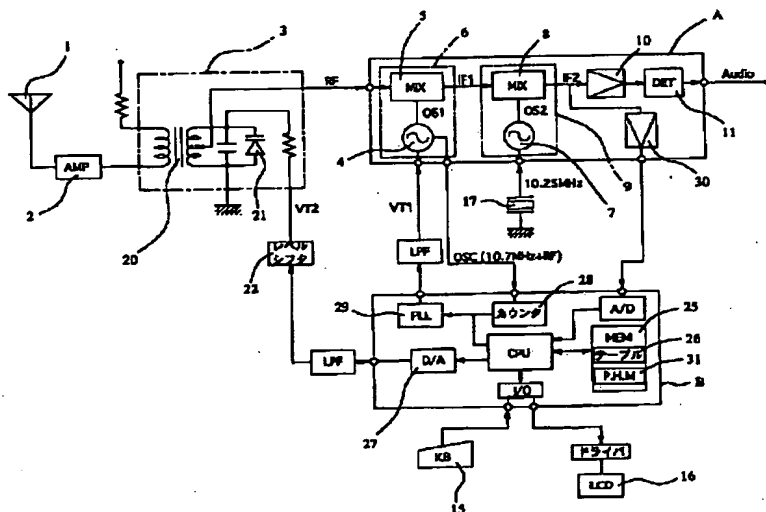 5
6
8
A
10
1
3
RF
MIX
IF1
MIX
IF2
DET
Audio
OS1
OS2
4
11
AMP
2
20
21
VT2
VT1
7
9
30
10.25MHz
17
レベル
シフタ
22
LPF
OSC (10.7MHz+RF)
28
29
PLL
カウンタ
A/D
25
MEM
26
テーブル
CPU
P.H.M
31
LPF
D/A
B
I/O
27
KB
15
ドライバ
LCD
16